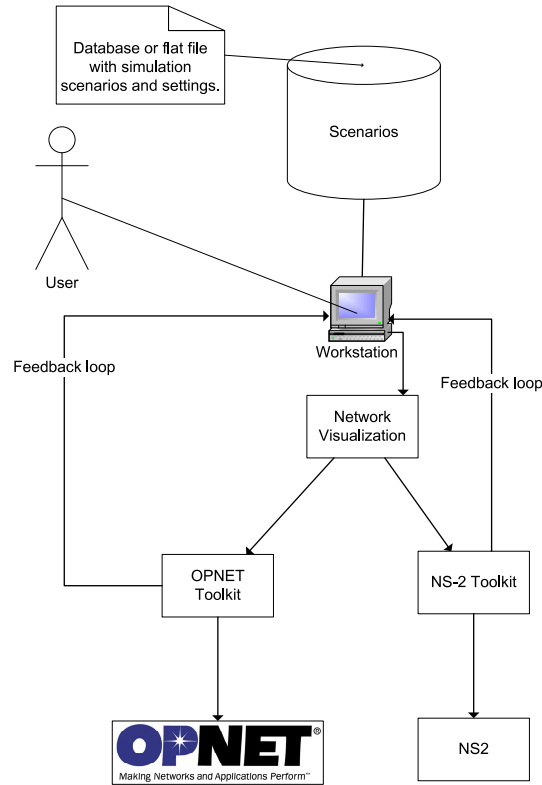 Database or flat file
with simulation
scenarios and settings.
Scenarios
User
Workstation
Feedback loop
Feedback loop
Network
Visualization
OPNET
Toolkit
NS-2 Toolkit
OPNET®
Making Networks and Applications Perform™
NS2